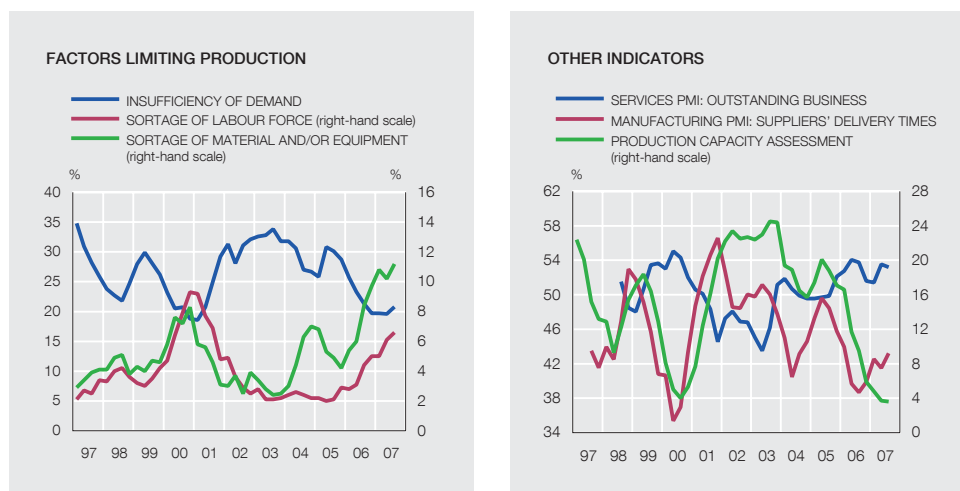 FACTORS LIMITING PRODUCTION
INSUFFICIENCY OF DEMAND
SORTAGE OF LABOUR FORCE (right-hand scale)
SORTAGE OF MATERIAL AND/OR EQUIPMENT
(right-hand scale)
% %
40 16
35 14
30 12
25 10
20 8
15 6
10 4
5 2
0 0
97 98 99 00 01 02 03 04 05 06 07
OTHER INDICATORS
SERVICES PMI: OUTSTANDING BUSINESS
MANUFACTURING PMI: SUPPLIERS' DELIVERY TIMES
PRODUCTION CAPACITY ASSESSMENT
(right-hand scale)
%
62 28
58 24
54 20
50 16
46 12
42 8
38 4
34 0
97 98 99 00 01 02 03 04 05 06 07